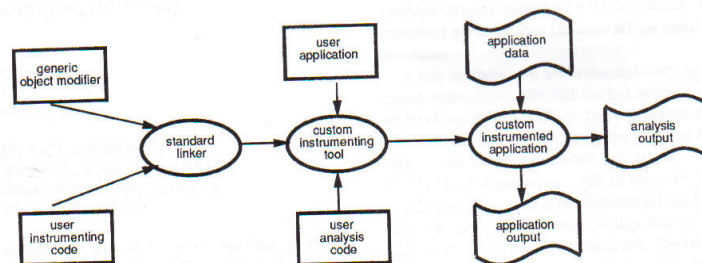 generic
object modifier
user
application
application
data
standard
linker
custom
instrumenting
tool
custom
instrumented
application
analysis
output
user
instrumenting
code
user
analysis
code
application
output